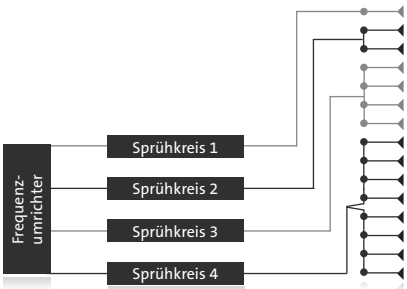 Frequenz-
umrichter
Sprühkreis 1
Sprühkreis 2
Sprühkreis 3
Sprühkreis 4